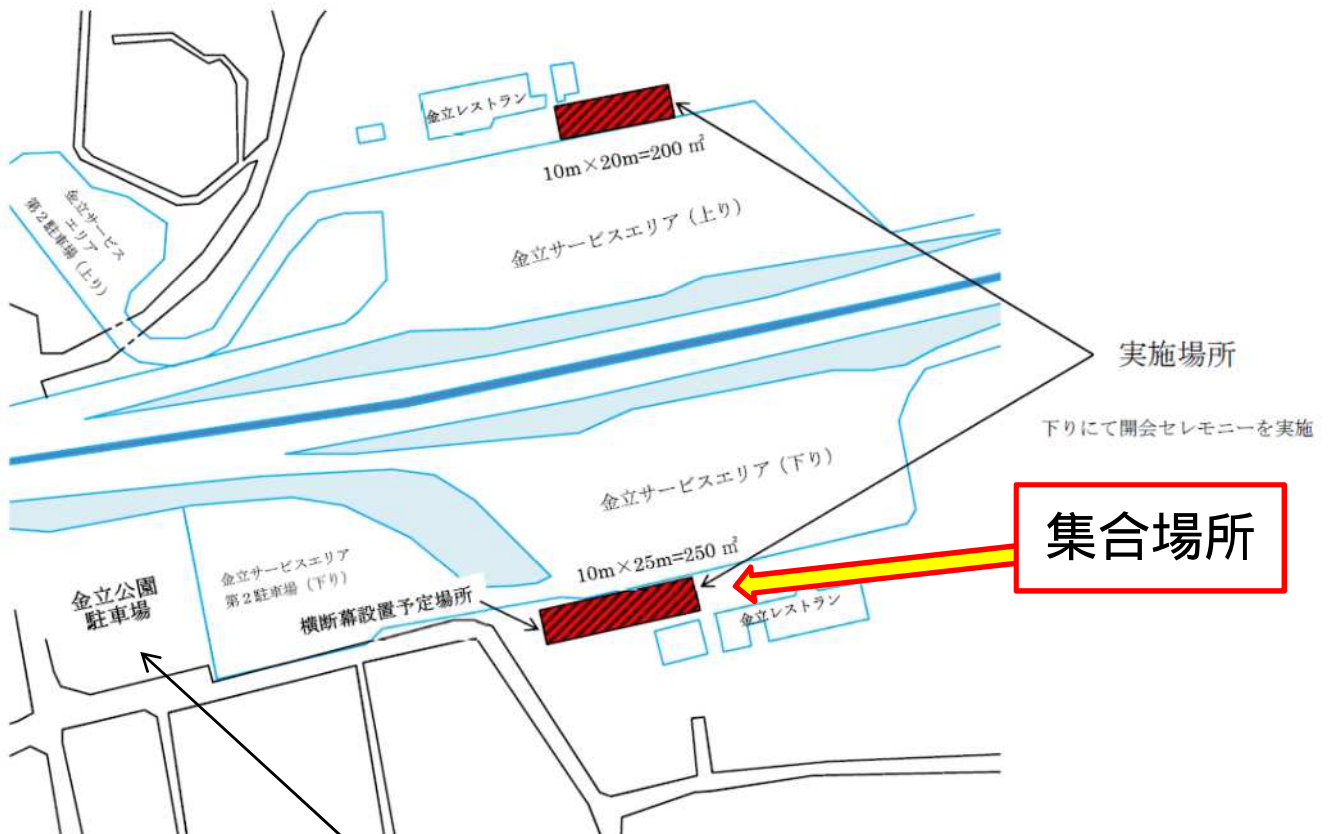 金立レストラン
10m×20m=200 ㎡
金立サービス
エリア
第2駐車場(上り)
金立サービスエリア(上り)
実施場所
下りにて開会セレモニーを実施
金立サービスエリア(下り)
集合場所
10m×25m=250 ㎡
金立サービスエリア
第2駐車場(下り)
金立公園
駐車場
横断幕設置予定場所
金立レストラン